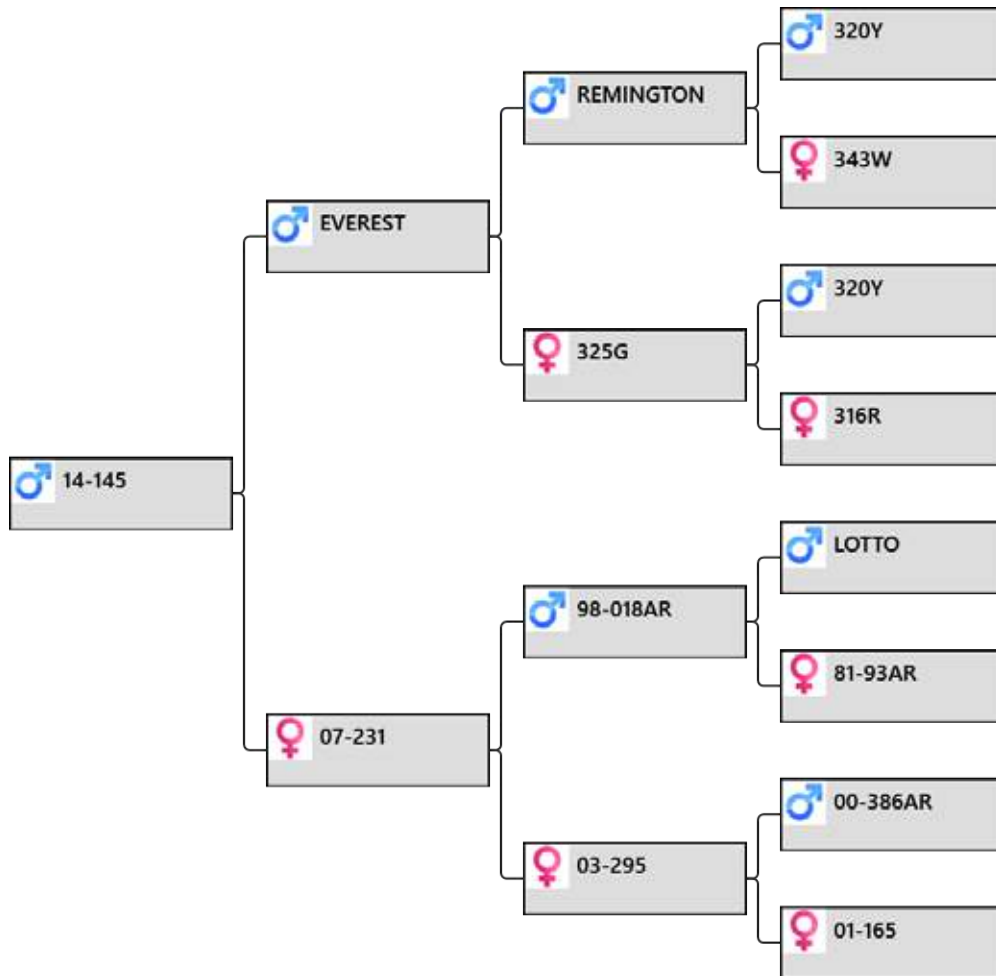 320Y
REMINGTON
343W
EVEREST
320Y
325G
316R
14-145
LOTTO
98-018AR
81-93AR
07-231
00-386AR
03-295
01-165